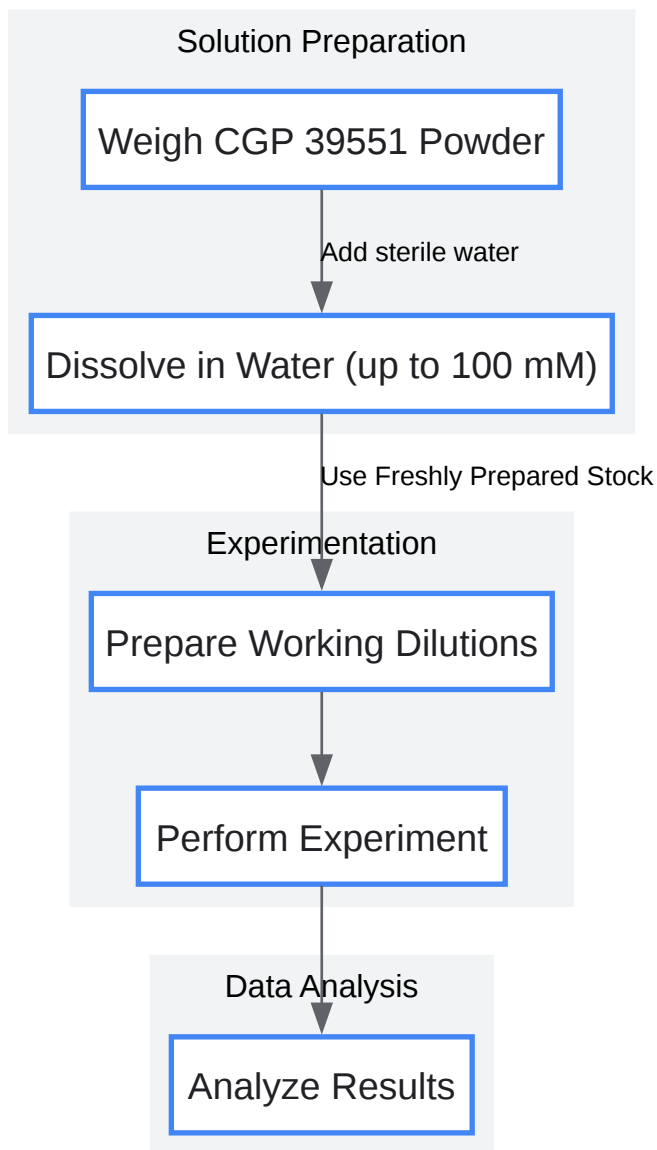 Solution Preparation
Weigh CGP 39551 Powder
Add sterile water
Dissolve in Water (up to 100 mM)
Use Freshly Prepared Stock
Experimentation
Prepare Working Dilutions
Perform Experiment
Data Analysis
Analyze Results